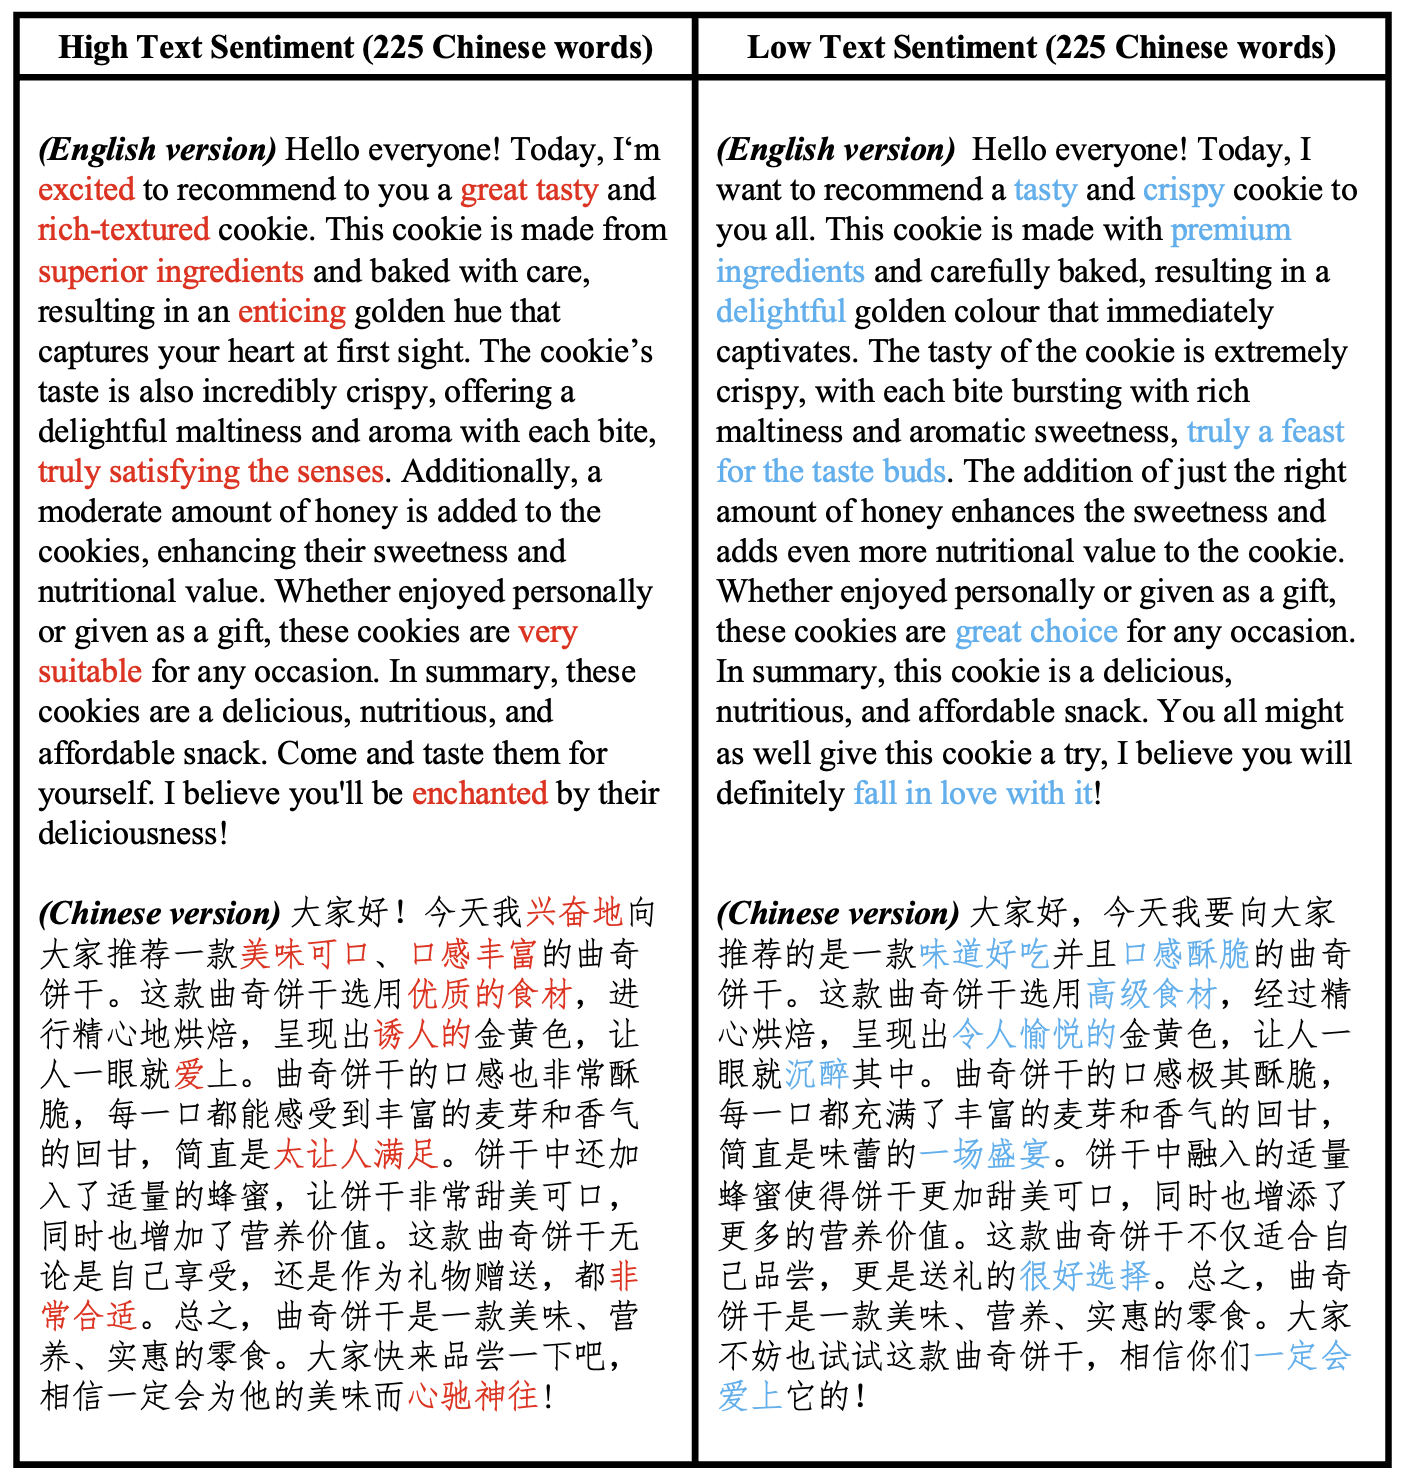 High Text Sentiment (225 Chinese words)
(English version) Hello everyone! Today, I‘m
excited to recommend to you a great tasty and
rich-textured cookie. This cookie is made from
superior ingredients and baked with care,
resulting in an enticing golden hue that
captures your heart at first sight. The cookie’s
taste is also incredibly crispy, offering a
delightful maltiness and aroma with each bite,
truly satisfying the senses. Additionally, a
moderate amount of honey is added to the
cookies, enhancing their sweetness and
nutritional value. Whether enjoyed personally
or given as a gift, these cookies are very
suitable for any occasion. In summary, these
cookies are a delicious, nutritious, and
affordable snack. Come and taste them for
yourself. I believe you'll be enchanted by their
deliciousness!
(Chinese version) 大家好！今天我兴奋地向
大家推荐一款美味可口、口感丰富的曲奇
饼干。这款曲奇饼干选用优质的食材，进
行精心地烘焙，呈现出诱人的金黄色，让
人一眼就爱上。曲奇饼干的口感也非常酥
脆，每一口都能感受到丰富的麦芽和香气
的回甘，简直是太让人满足。饼干中还加
入了适量的蜂蜜，让饼干非常甜美可口，
同时也增加了营养价值。这款曲奇饼干无
论是自己享受，还是作为礼物赠送，都非
常合适。总之，曲奇饼干是一款美味、营
养、实惠的零食。大家快来品尝一下吧，
相信一定会为他的美味而心驰神往!
Low Text Sentiment (225 Chinese words)
(English version) Hello everyone! Today, I
want to recommend a tasty and crispy cookie to
you all. This cookie is made with premium
ingredients and carefully baked, resulting in a
delightful golden colour that immediately
captivates. The tasty of the cookie is extremely
crispy, with each bite bursting with rich
maltiness and aromatic sweetness, truly a feast
for the taste buds. The addition of just the right
amount of honey enhances the sweetness and
adds even more nutritional value to the cookie.
Whether enjoyed personally or given as a gift,
these cookies are great choice for any occasion.
In summary, this cookie is a delicious,
nutritious, and affordable snack. You all might
as well give this cookie a try, I believe you will
definitely fall in love with it!
(Chinese version) 大家好，今天我要向大家
推荐的是一款味道好吃并且口感酥脆的曲奇
饼干。这款曲奇饼干选用高级食材，经过精
心烘焙，呈现出令人愉悦的金黄色，让人一
眼就沉醉其中。曲奇饼干的口感极其酥脆，
每一口都充满了丰富的麦芽和香气的回甘，
简直是味蕾的一场盛宴。饼干中融入的适量
蜂蜜使得饼干更加甜美可口，同时也增添了
更多的营养价值。这款曲奇饼干不仅适合自
己品尝，更是送礼的很好选择。总之，曲奇
饼干是一款美味、营养、实惠的零食。大家
不妨也试试这款曲奇饼干，相信你们一定会
爱上它的!